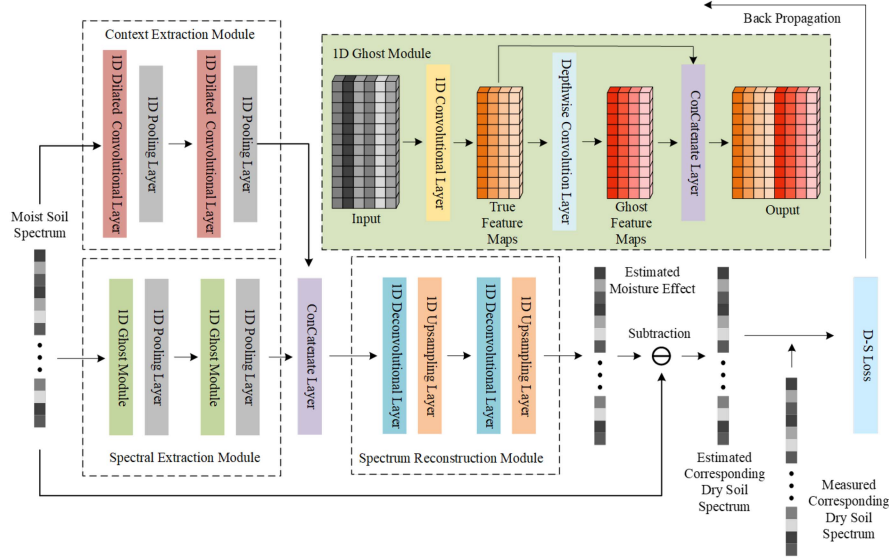 Back Propagation
Context Extraction Module
1D Dilated
Convolutional Layer
1D Pooling Layer
1D Dilated
Convolutional Layer
1D Pooling Layer
1D Ghost Module
Input
1D Convolutional Layer
True
Feature
Maps
Depthwise Convolution Layer
Ghost
Feature
Maps
ConCatenate Layer
Ouput
Moist Soil
Spectrum
1D Ghost Module
1D Pooling Layer
1D Ghost Module
1D Pooling Layer
Spectral Extraction Module
ConCatenate Layer
1D Deconvolutional Layer
1D Upsampling Layer
1D Deconvolutional Layer
1D Upsampling Layer
Spectrum Reconstruction Module
Estimated
Moisture Effect
Subtraction
Estimated
Corresponding
Dry Soil
Spectrum
D-S Loss
Measured
Corresponding
Dry Soil
Spectrum